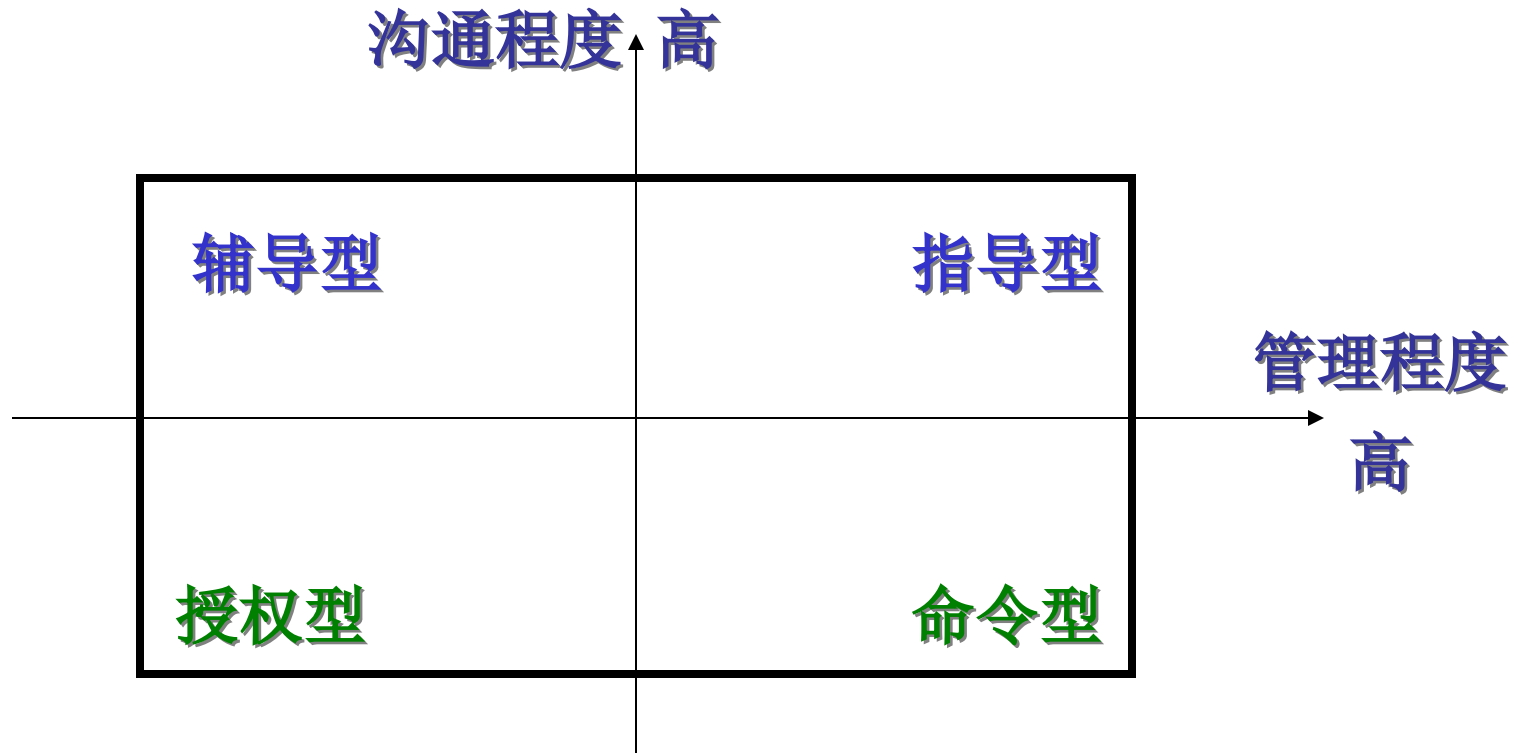 沟通程度 高
辅导型
指导型
管理程度
高
授权型
命令型